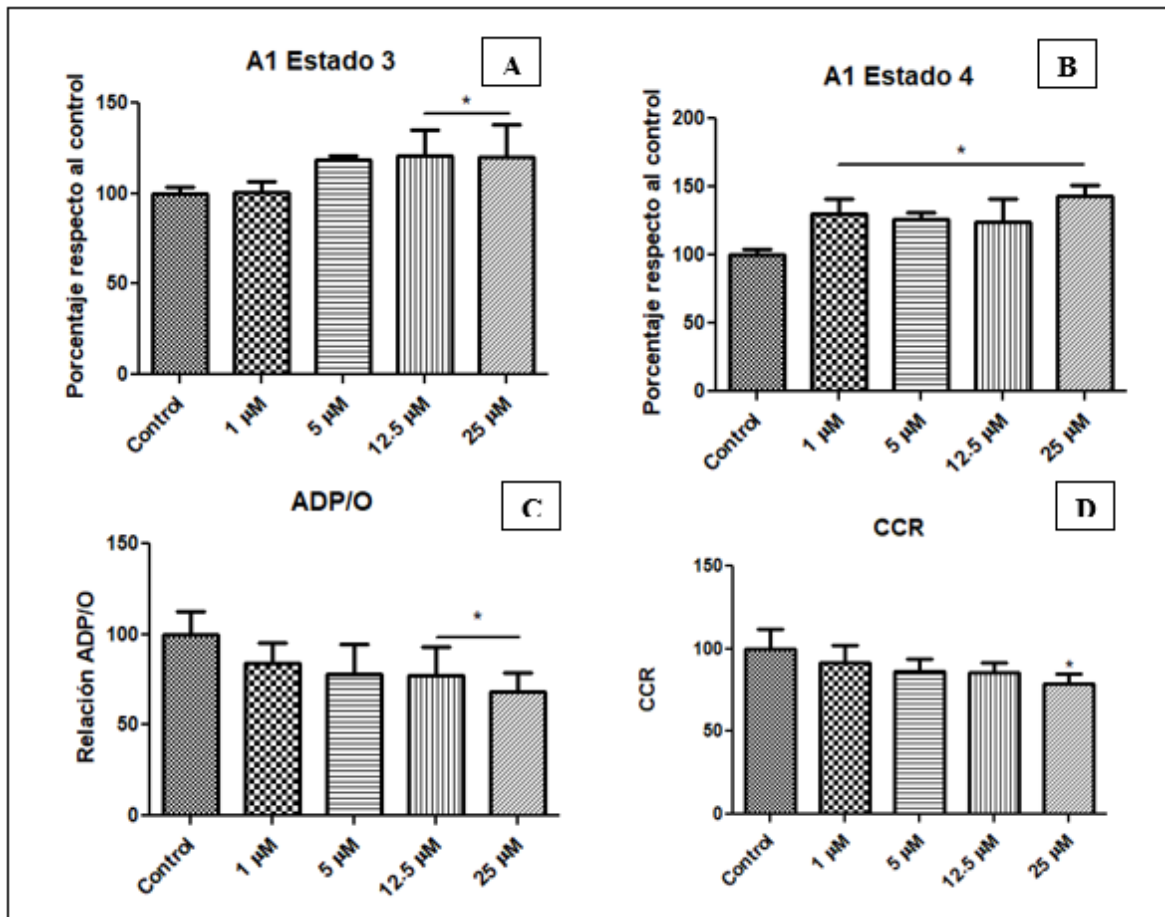 A1 Estado 3
A
Porcentaje respecto al control
150
100
50
0
*
Control
1 µM
5 µM
12.5 µM
25 µM
A1 Estado 4
B
Porcentaje respecto al control
200
150
100
50
0
*
Control
1 µM
5 µM
12.5 µM
25 µM
ADP/O
C
Relación ADP/O
150
100
50
0
*
Control
1 µM
5 µM
12.5 µM
25 µM
CCR
D
CCR
150
100
50
0
*
Control
1 µM
5 µM
12.5 µM
25 µM